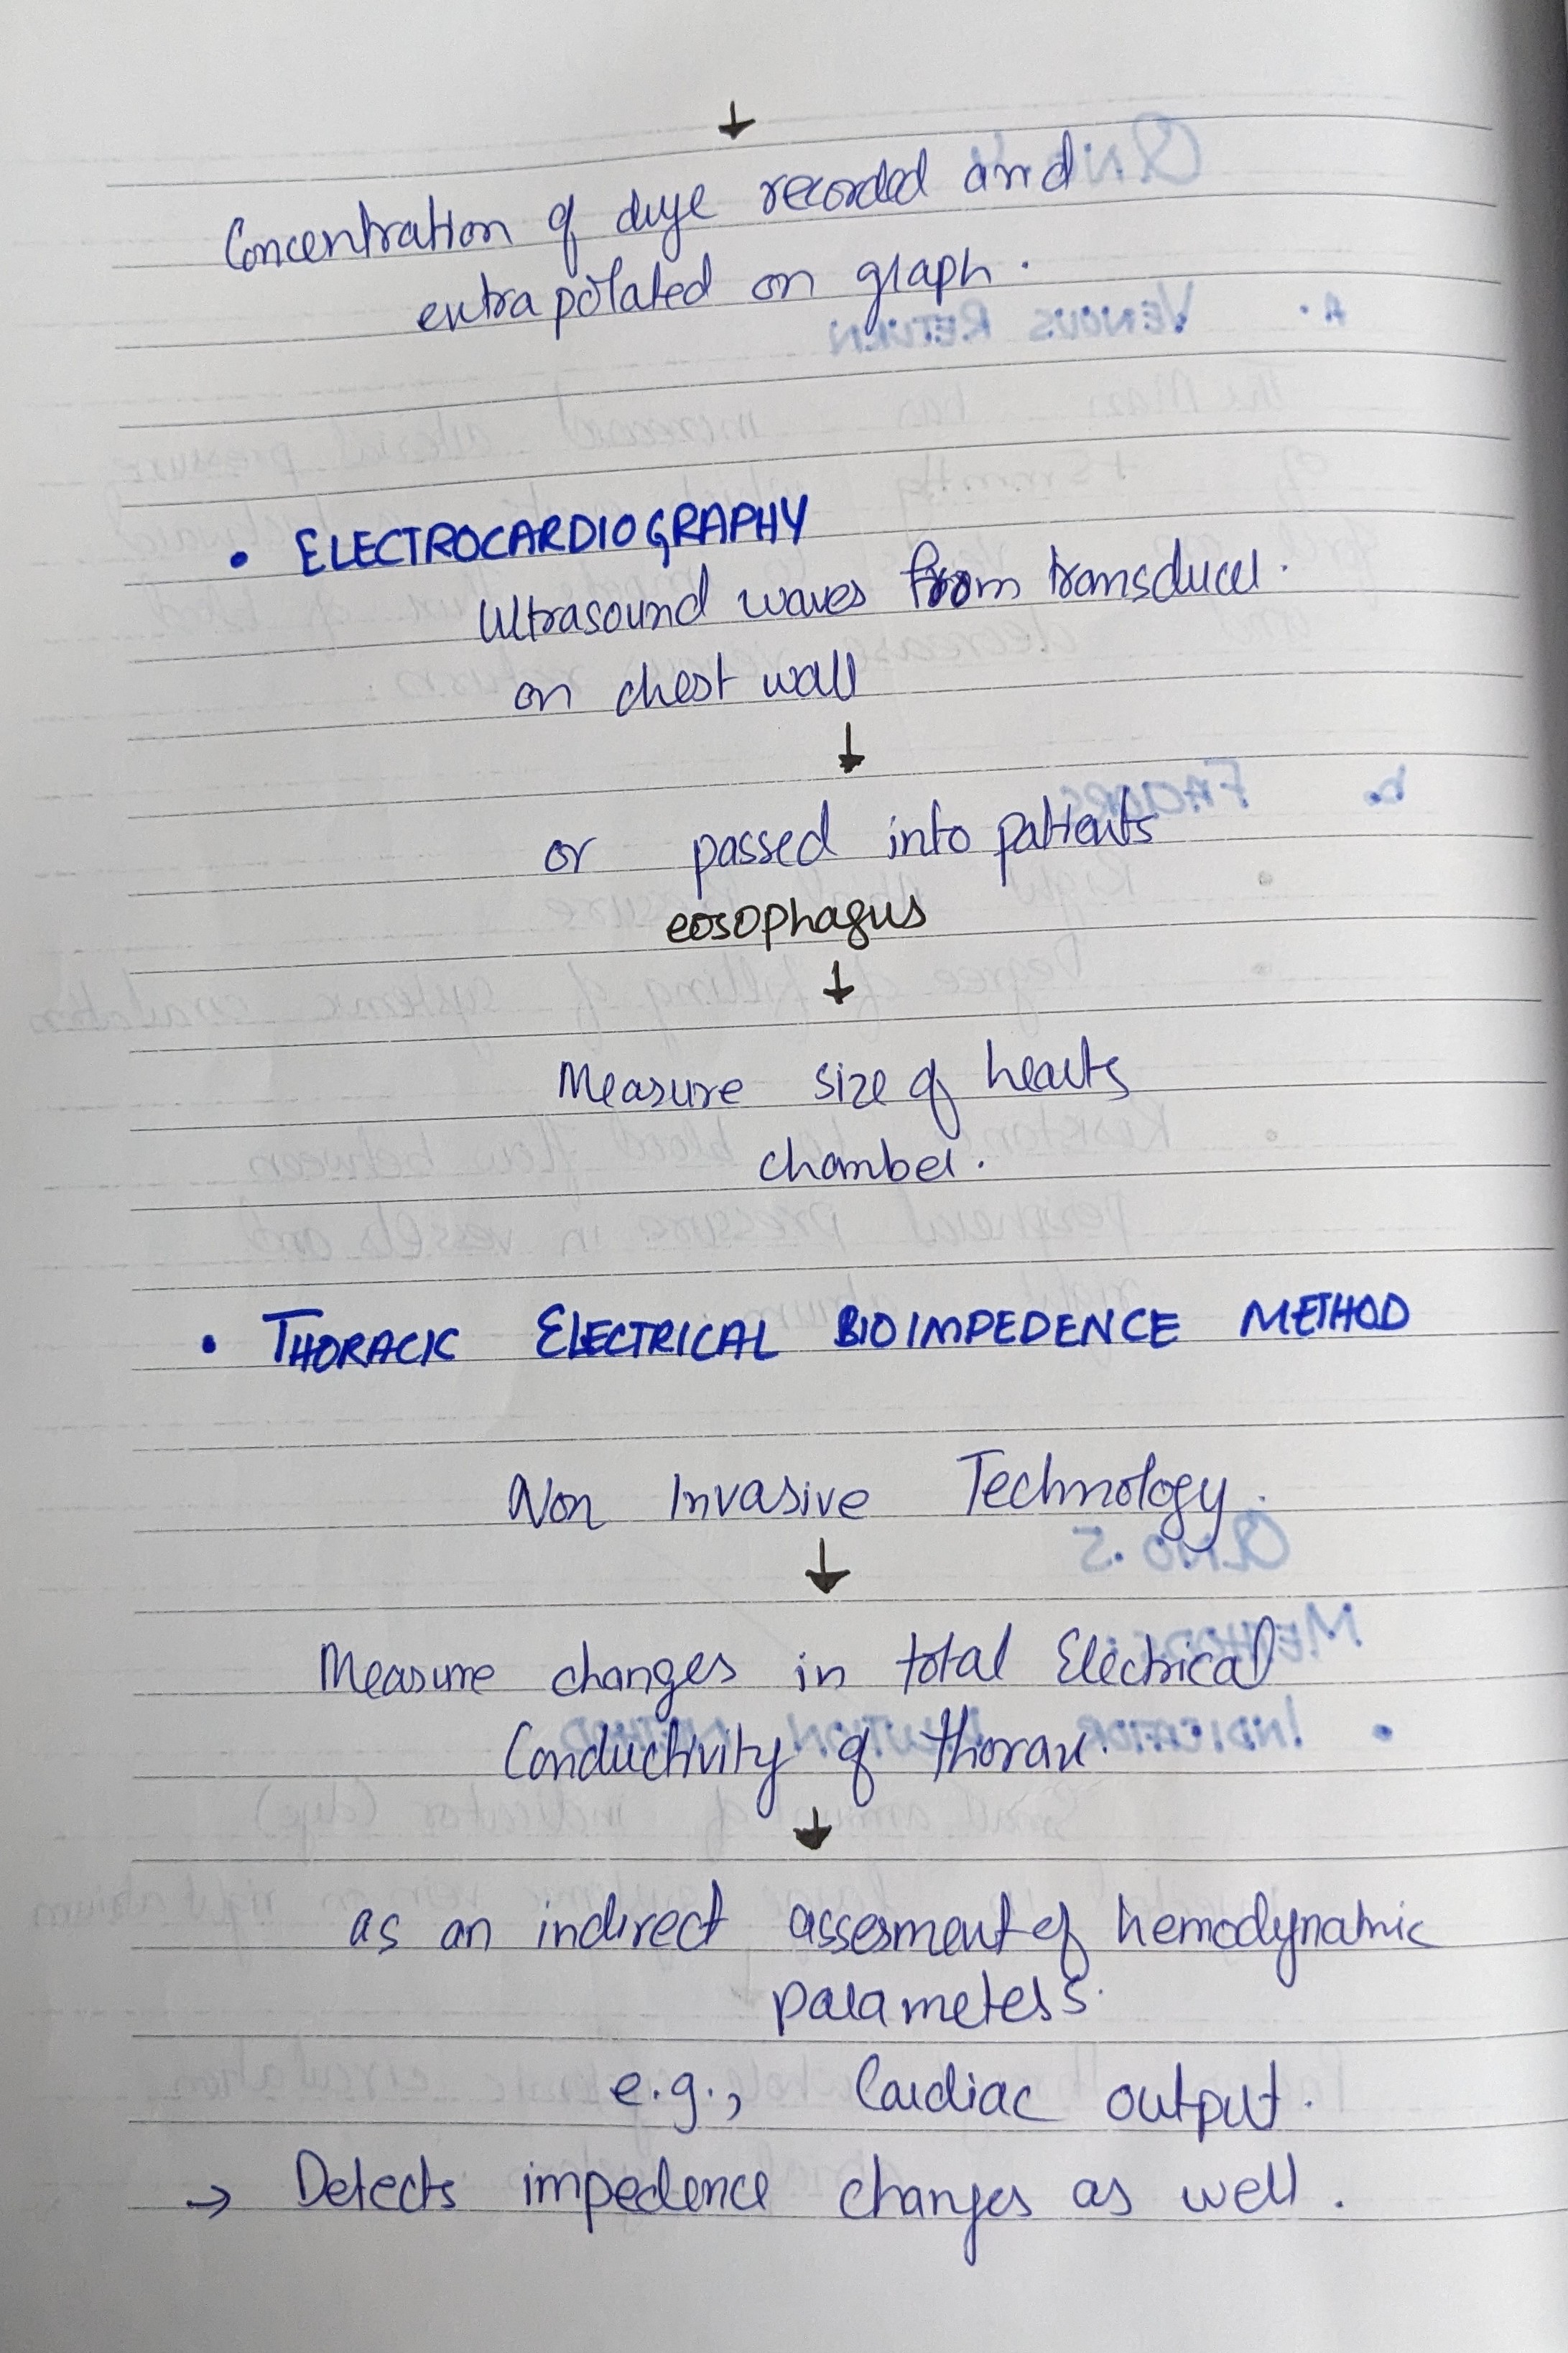 ↓
Concentration of duye recorded and
extrapolated on graph.
• ELECTROCARDIOGRAPHY
Ultrasound waves from transducer.
on chest wall
↓
or passed into patients
eosophagus
↓
Measure size of hearts
chamber.
• THORACIC ELECTRICAL BIOIMPEDENCE METHOD
Non Invasive Technology.
↓
Measure changes in total Electrical
Conductivity of thorax.
↓
as an indirect assesment of hemodynamic
parameters.
e.g., Cardiac output.
→ Detects impedence changes as well.